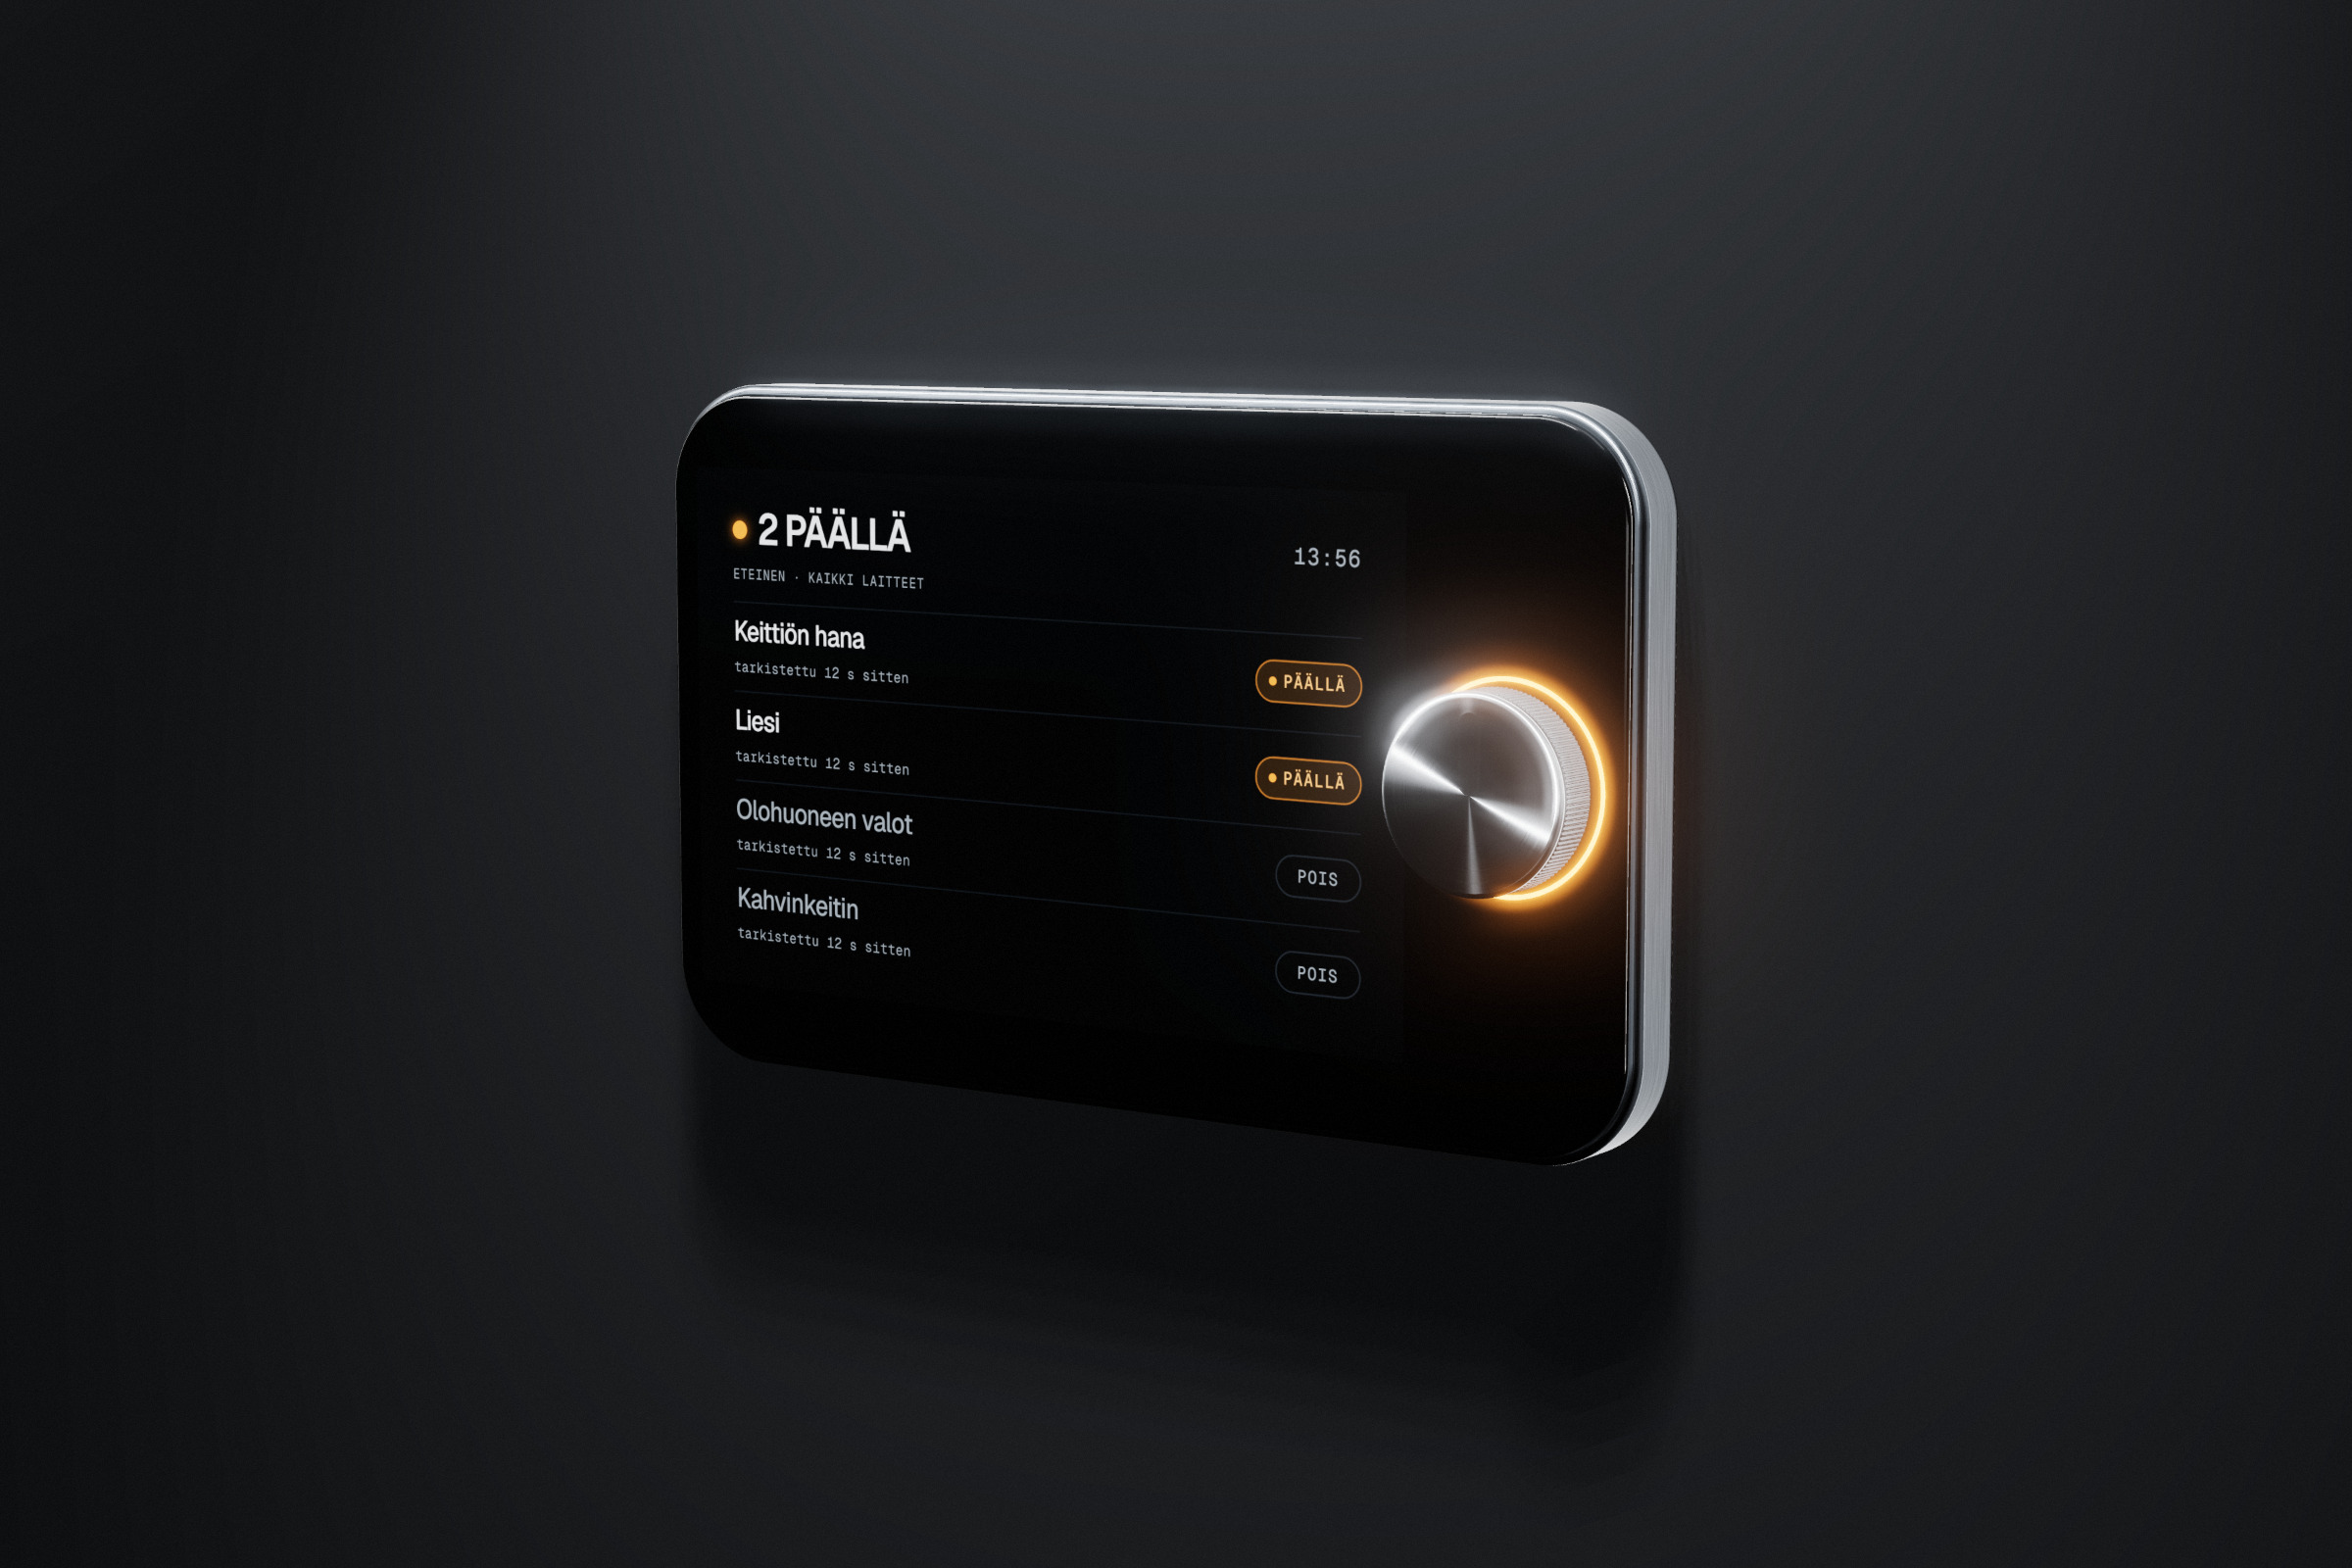 2 PÄÄLLÄ
ETEINEN · KAIKKI LAITTEET
13:56
Keittiön hana
tarkistettu 12 s sitten
PÄÄLLÄ
Liesi
tarkistettu 12 s sitten
PÄÄLLÄ
Olohuoneen valot
tarkistettu 12 s sitten
POIS
Kahvinkeitin
tarkistettu 12 s sitten
POIS